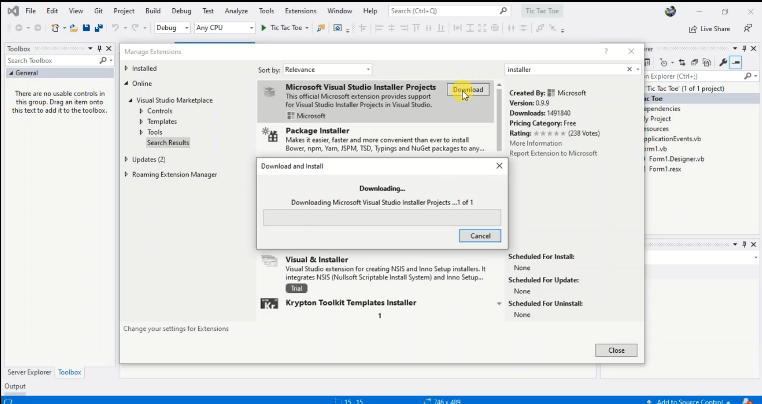 File Edit View Git Project Build Debug Test Analyze Tools Extensions Window Help Search (Ctrl+Q) Tic Tac Toe
Debug Any CPU Tic Tac Toe Live Share
Toolbox
Search Toolbox
General
There are no usable controls in
this group. Drag an item onto
this text to add it to the toolbox.
Server Explorer Toolbox
Output
Manage Extensions
Installed
Online
Visual Studio Marketplace
Controls
Templates
Tools
Search Results
Updates (2)
Roaming Extension Manager
Change your settings for Extensions
Sort by: Relevance
installer
Microsoft Visual Studio Installer Projects
Download
This official Microsoft extension provides support
for Visual Studio Installer Projects in Visual Studio.
Microsoft
Package Installer
Makes it easier, faster and more convenient than ever to install
Bower, npm, Yarn, JSPM, TSD, Typings and NuGet packages to any...
Download and Install
Downloading...
Downloading Microsoft Visual Studio Installer Projects ...1 of 1
Cancel
Visual & Installer
Visual Studio extension for creating NSIS and Inno Setup installers. It
integrates NSIS (Nullsoft Scriptable Install System) and Inno Setup...
Trial
Krypton Toolkit Templates Installer
1
Created By: Microsoft
Version: 0.9.9
Downloads: 1491840
Pricing Category: Free
Rating: (238 Votes)
More Information
Report Extension to Microsoft
Scheduled For Install:
None
Scheduled For Update:
None
Scheduled For Uninstall:
None
Close
rer
n Explorer (Ctrl+;)
'Tic Tac Toe' (1 of 1 project)
ac Toe
ependencies
ly Project
esources
pplicationEvents.vb
rm1.vb
Form1.Designer.vb
Form1.resx
15, 15 746 x 489 Add to Source Control